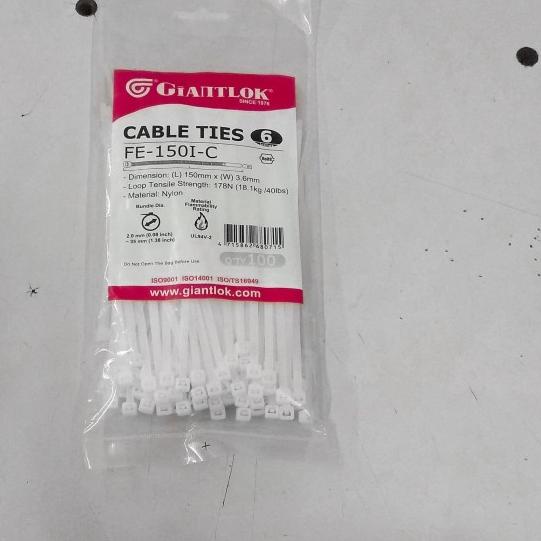 GIANTLOK®
SINCE 1978
CABLE TIES 6
FE-150I-C
RoHS
- Dimension: (L) 150mm x (W) 3.6mm
- Loop Tensile Strength: 178N (18.1kg /40lbs)
- Material: Nylon
Bundle Dia.
2.0 mm (0.08 inch)
~ 35 mm (1.38 inch)
Material
Flammability
Rating
UL94V-2
4715862680715
Do Not Open The Bag Before Use
QTY 100
ISO9001 ISO14001 ISO/TS16949
www.giantlok.com